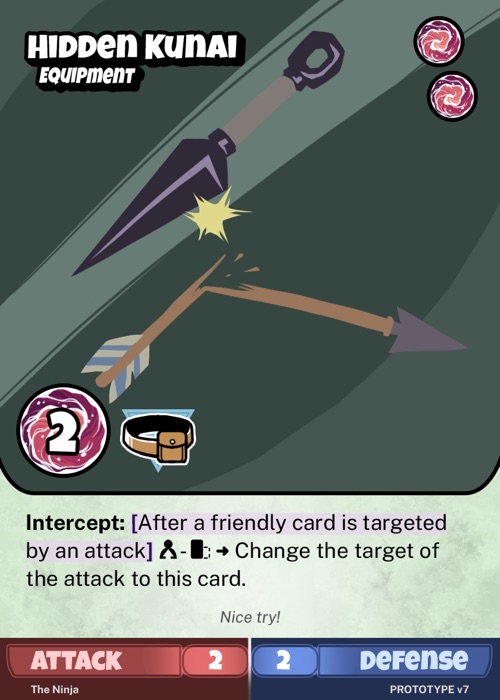 Hidden Kunai
Equipment
2
Intercept: [After a friendly card is targeted
by an attack] - : → Change the target of
the attack to this card.
Nice try!
ATTACK 2 2 DEFENSE
The Ninja PROTOTYPE v7